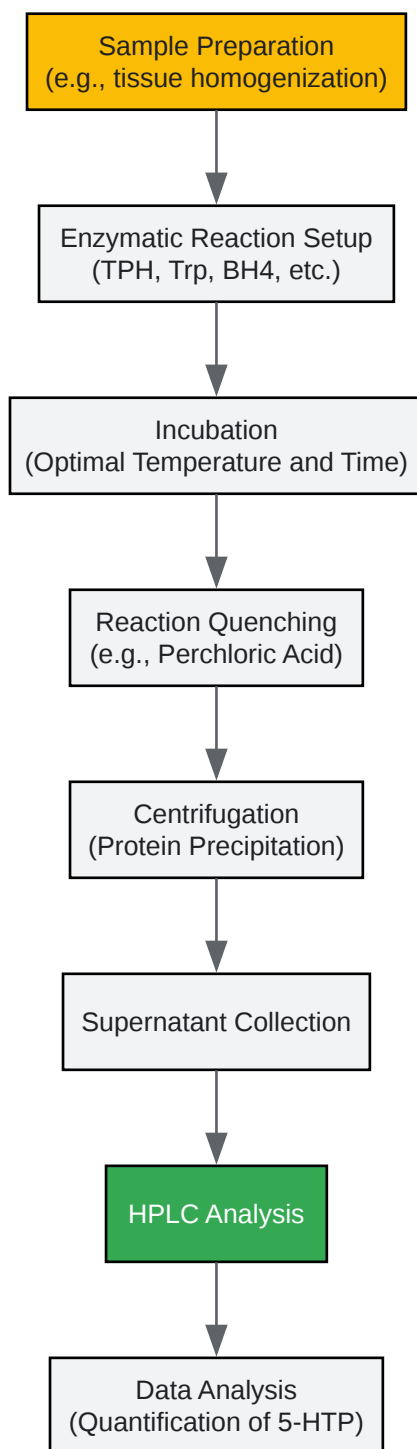 Sample Preparation
(e.g., tissue homogenization)
Enzymatic Reaction Setup
(TPH, Trp, BH4, etc.)
Incubation
(Optimal Temperature and Time)
Reaction Quenching
(e.g., Perchloric Acid)
Centrifugation
(Protein Precipitation)
Supernatant Collection
HPLC Analysis
Data Analysis
(Quantification of 5-HTP)